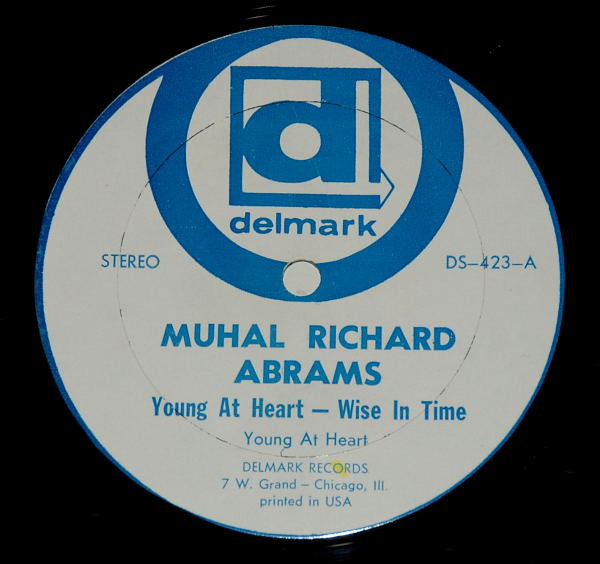 delmark
STEREO
DS-423-A
MUHAL RICHARD
ABRAMS
Young At Heart — Wise In Time
Young At Heart
DELMARK RECORDS
7 W. Grand — Chicago, Ill.
printed in USA